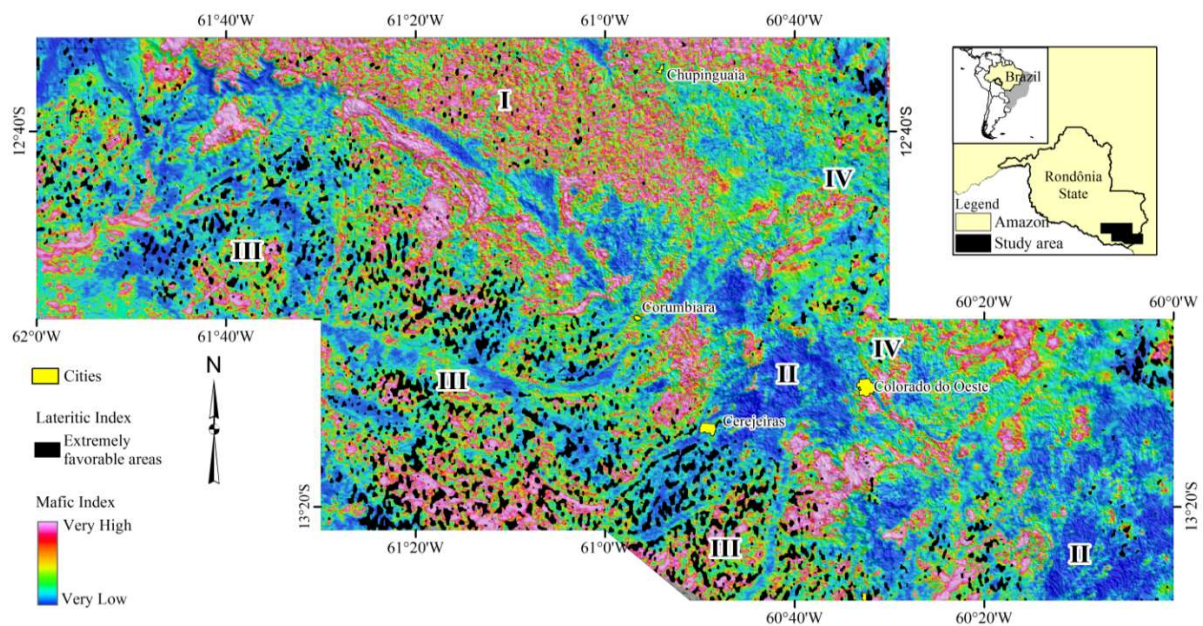 61°40'W
61°20'W
61°0'W
60°40'W
Chupinguaia
Brazil
I
12°40'S
12°40'S
IV
Rondônia
State
Legend
Amazon
Study area
III
60°20'W
60°0'W
Corumbiara
62°0'W
61°40'W
IV
N
II
Cities
III
Colorado do Oeste
Lateritic Index
Cerejeiras
Extremely
favorable areas
Mafic Index
13°20'S
13°20'S
Very High
III
II
61°20'W
61°0'W
Very Low
60°40'W
60°20'W